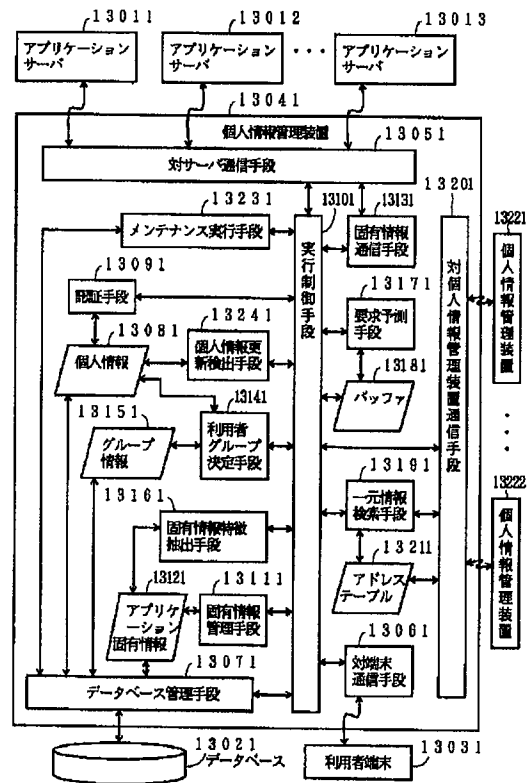 13011
13012
13013
アプリケーション
サーバ
アプリケーション
サーバ
・・・
アプリケーション
サーバ
13041
個人情報管理装置
13051
対サーバ通信手段
13231
メンテナンス実行手段
13101
実行制御手段
13131
固有情報
通信手段
13201
対個人情報管理装置通信手段
13221
個人情報管理装置
13091
認証手段
13171
要求予測
手段
13081
個人情報
13241
個人情報更
新検出手段
13181
バッファ
13151
グループ
情報
13141
利用者
グループ
決定手段
13191
一元情報
検索手段
13222
個人情報管理装置
13161
固有情報特徴
抽出手段
13211
アドレス
テーブル
13121
アプリケーション
固有情報
13111
固有情報
管理手段
13061
対端末
通信手段
13071
データベース管理手段
13021
データベース
13031
利用者端末